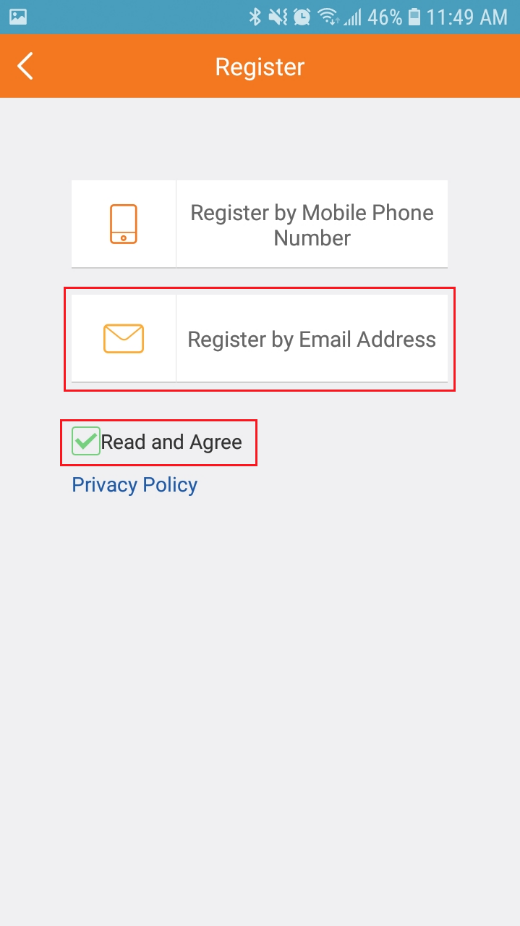 46% 11:49 AM
Register
Register by Mobile Phone
Number
Register by Email Address
Read and Agree
Privacy Policy